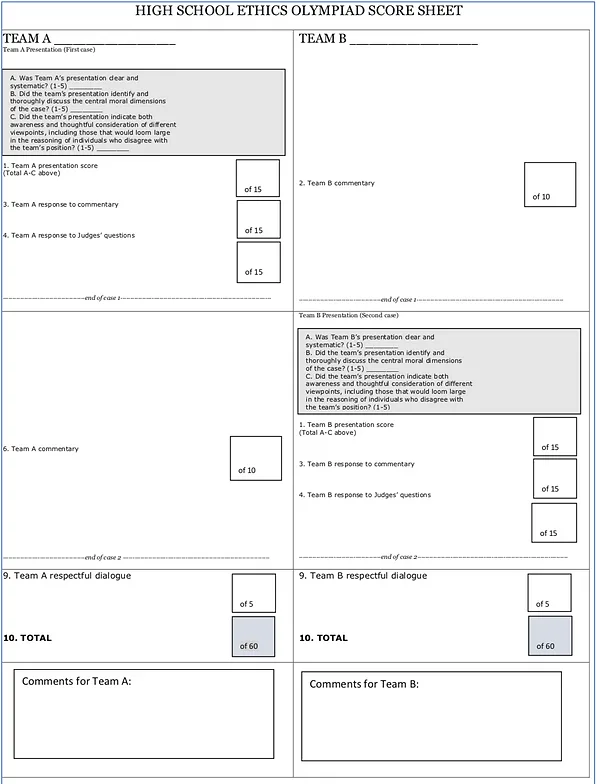 HIGH SCHOOL ETHICS OLYMPIAD SCORE SHEET
TEAM A ___________________
Team A Presentation (First case)
A. Was Team A's presentation clear and
systematic? (1-5) ________
B. Did the team's presentation identify and
thoroughly discuss the central moral dimensions
of the case? (1-5) ________
C. Did the team's presentation indicate both
awareness and thoughtful consideration of different
viewpoints, including those that would loom large
in the reasoning of individuals who disagree with
the team's position? (1-5) ________
1. Team A presentation score
(Total A-C above)
of 15
3. Team A response to commentary
of 15
4. Team A response to Judges' questions
of 15
end of case 1
TEAM B ____________________
2. Team B commentary
of 10
end of case 1
6. Team A commentary
of 10
end of case 2
Team B Presentation (Second case)
A. Was Team B's presentation clear and
systematic? (1-5) ________
B. Did the team's presentation identify and
thoroughly discuss the central moral dimensions
of the case? (1-5) ________
C. Did the team's presentation indicate both
awareness and thoughtful consideration of different
viewpoints, including those that would loom large
in the reasoning of individuals who disagree with
the team's position? (1-5)
1. Team B presentation score
(Total A-C above)
of 15
3. Team B response to commentary
of 15
4. Team B response to Judges' questions
of 15
end of case 2
9. Team A respectful dialogue
of 5
10. TOTAL
of 60
9. Team B respectful dialogue
of 5
10. TOTAL
of 60
Comments for Team A:
Comments for Team B: